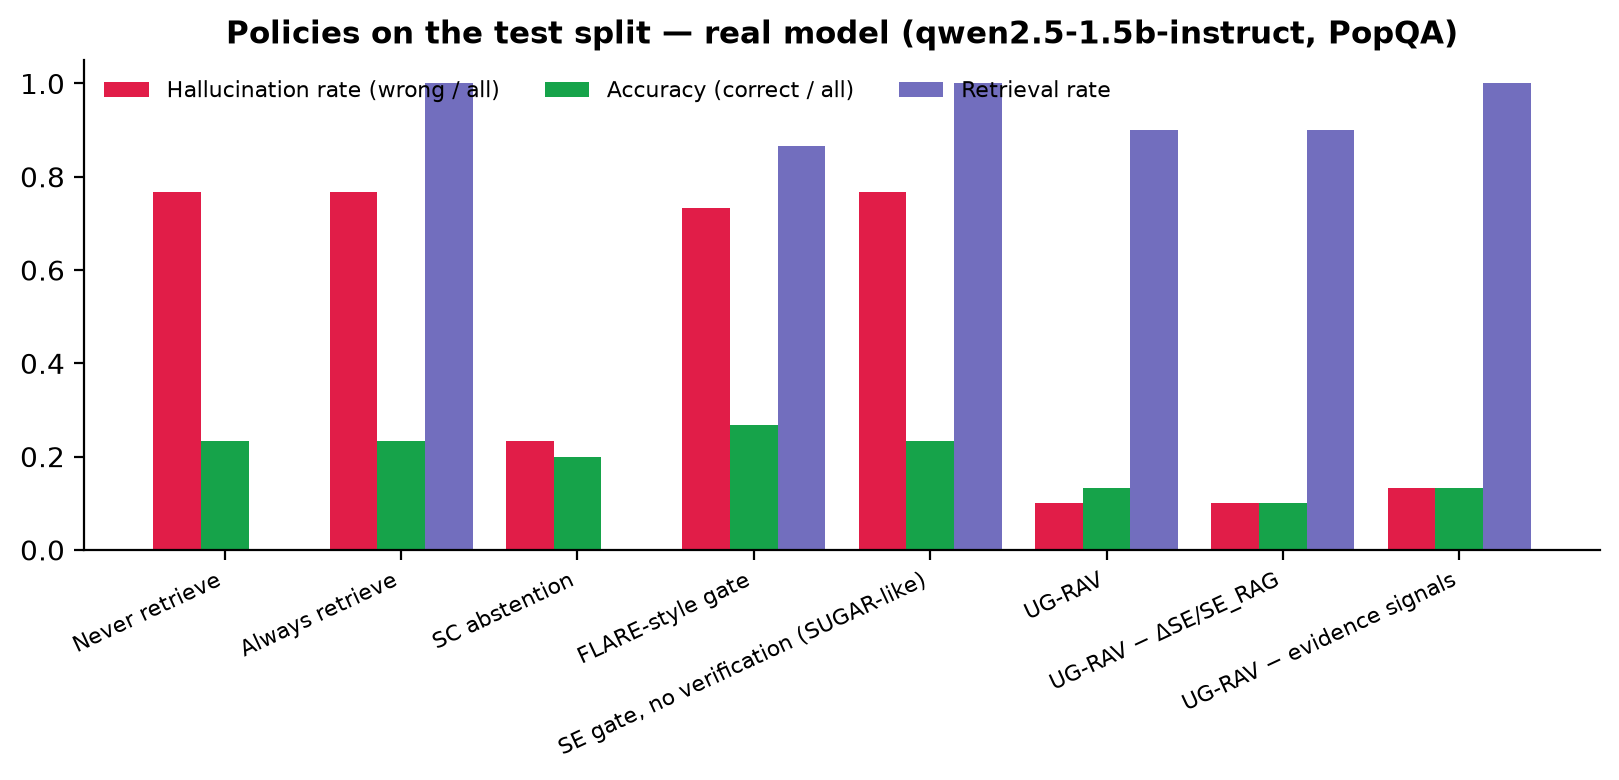 Policies on the test split — real model (qwen2.5-1.5b-instruct, PopQA)
Hallucination rate (wrong / all) Accuracy (correct / all) Retrieval rate
1.0
0.8
0.6
0.4
0.2
0.0
Never retrieve
Always retrieve
SC abstention
FLARE-style gate
SE gate, no verification (SUGAR-like)
UG-RAV
UG-RAV − ΔSE/SE_RAG
UG-RAV − evidence signals